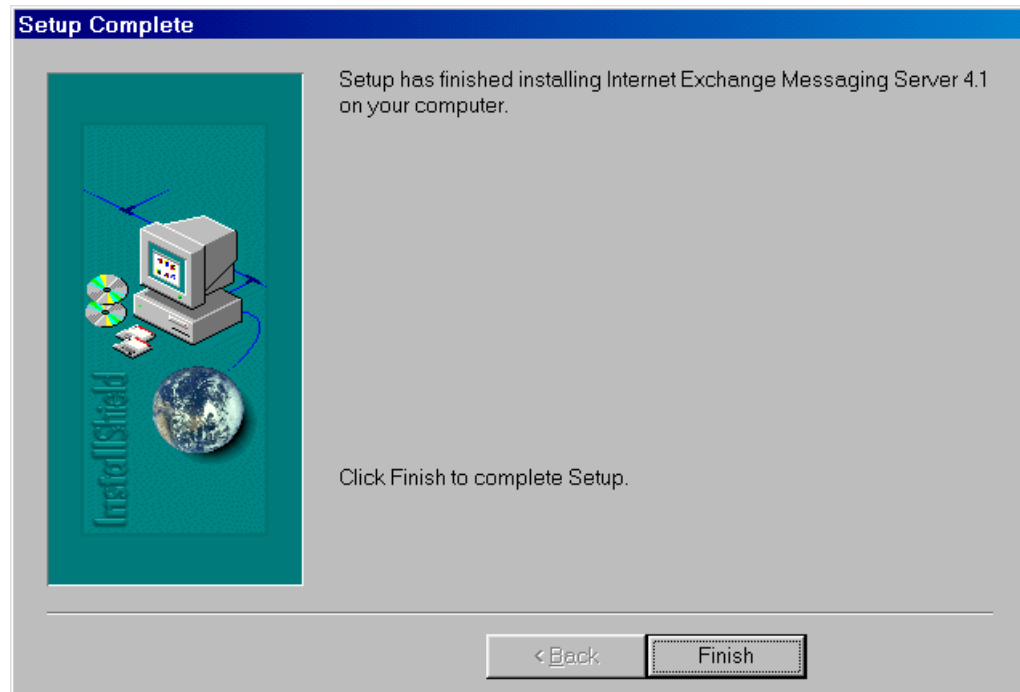 Setup Complete
Setup has finished installing Internet Exchange Messaging Server 4.1
on your computer.
InstallShield
Click Finish to complete Setup.
< Back
Finish